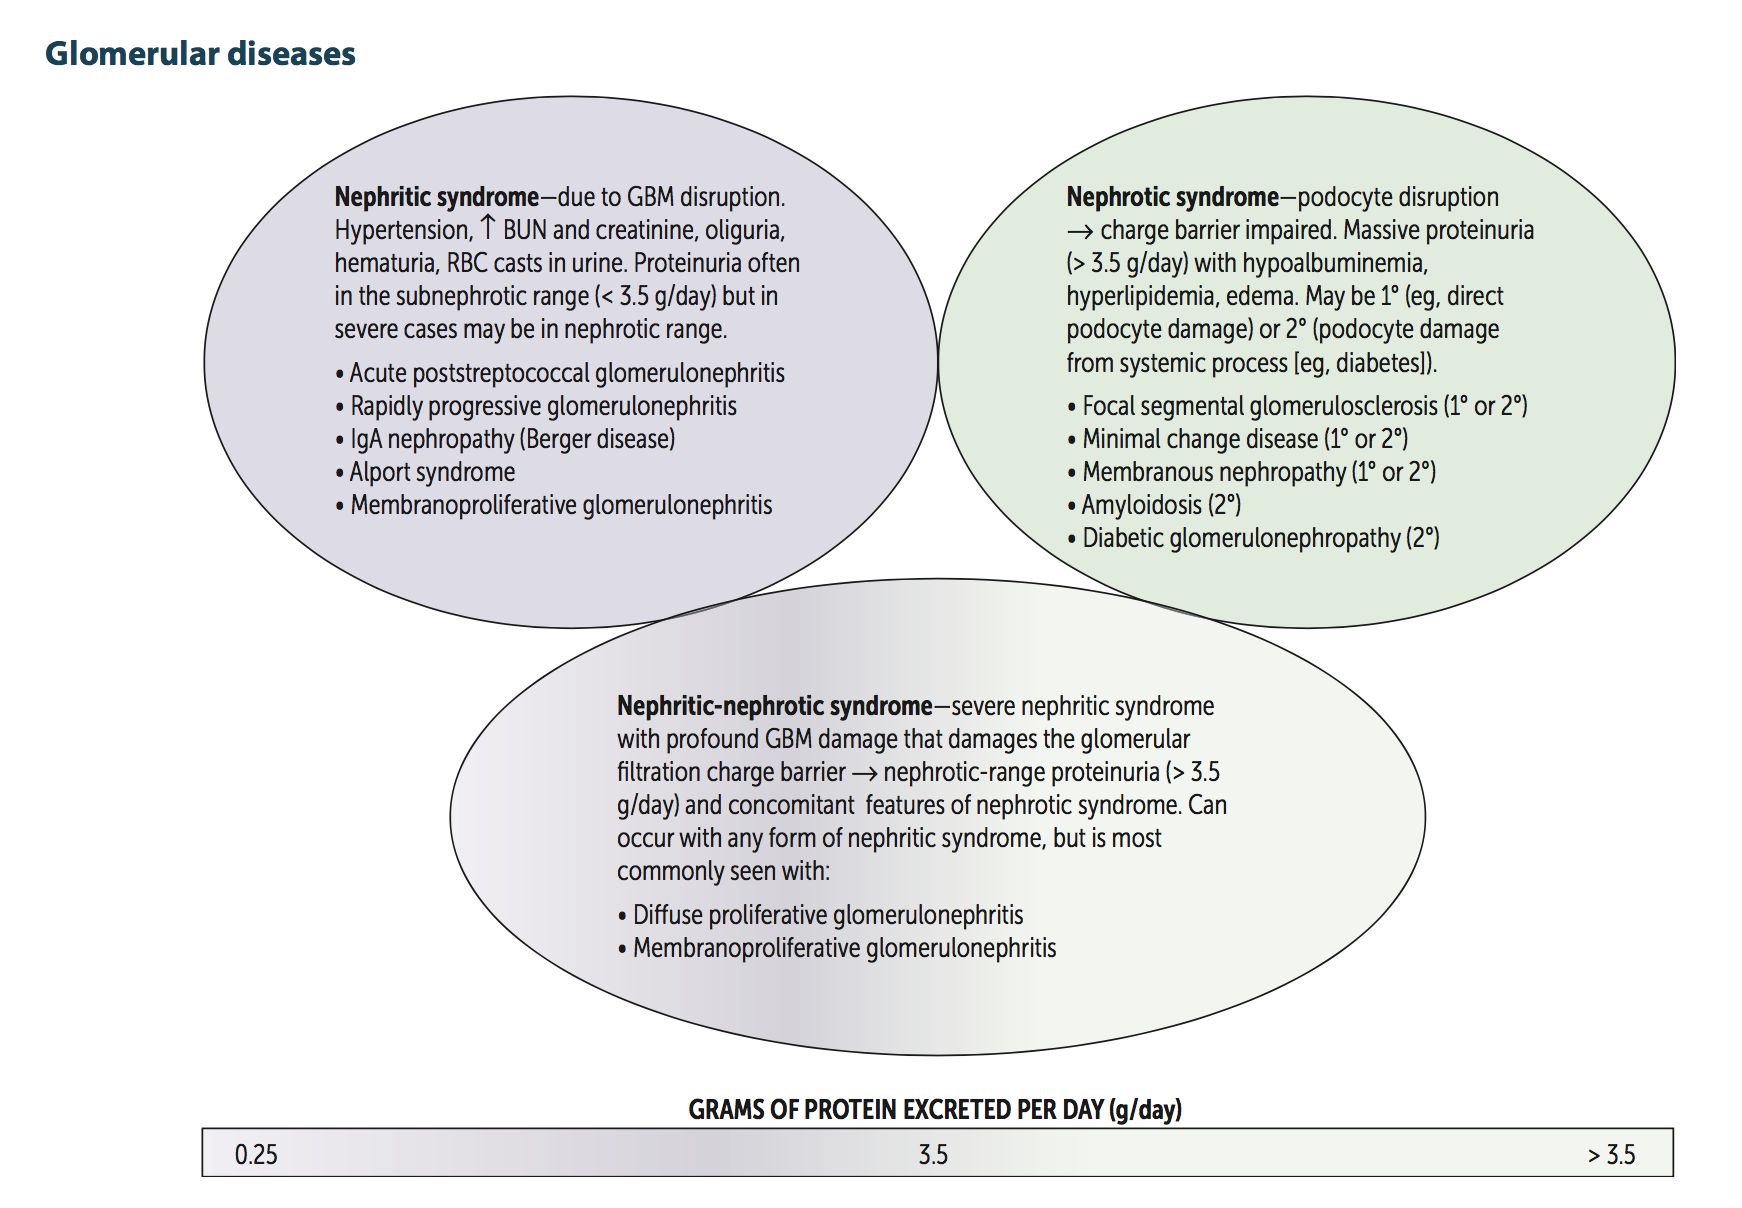 Glomerular diseases
Nephritic syndrome—due to GBM disruption.
Hypertension, ↑ BUN and creatinine, oliguria,
hematuria, RBC casts in urine. Proteinuria often
in the subnephrotic range (< 3.5 g/day) but in
severe cases may be in nephrotic range.
• Acute poststreptococcal glomerulonephritis
• Rapidly progressive glomerulonephritis
• IgA nephropathy (Berger disease)
• Alport syndrome
• Membranoproliferative glomerulonephritis
Nephrotic syndrome—podocyte disruption
→ charge barrier impaired. Massive proteinuria
(> 3.5 g/day) with hypoalbuminemia,
hyperlipidemia, edema. May be 1° (eg, direct
podocyte damage) or 2° (podocyte damage
from systemic process [eg, diabetes]).
• Focal segmental glomerulosclerosis (1° or 2°)
• Minimal change disease (1° or 2°)
• Membranous nephropathy (1° or 2°)
• Amyloidosis (2°)
• Diabetic glomerulonephropathy (2°)
Nephritic-nephrotic syndrome—severe nephritic syndrome
with profound GBM damage that damages the glomerular
filtration charge barrier → nephrotic-range proteinuria (> 3.5
g/day) and concomitant features of nephrotic syndrome. Can
occur with any form of nephritic syndrome, but is most
commonly seen with:
• Diffuse proliferative glomerulonephritis
• Membranoproliferative glomerulonephritis
GRAMS OF PROTEIN EXCRETED PER DAY (g/day)
0.25 3.5 > 3.5